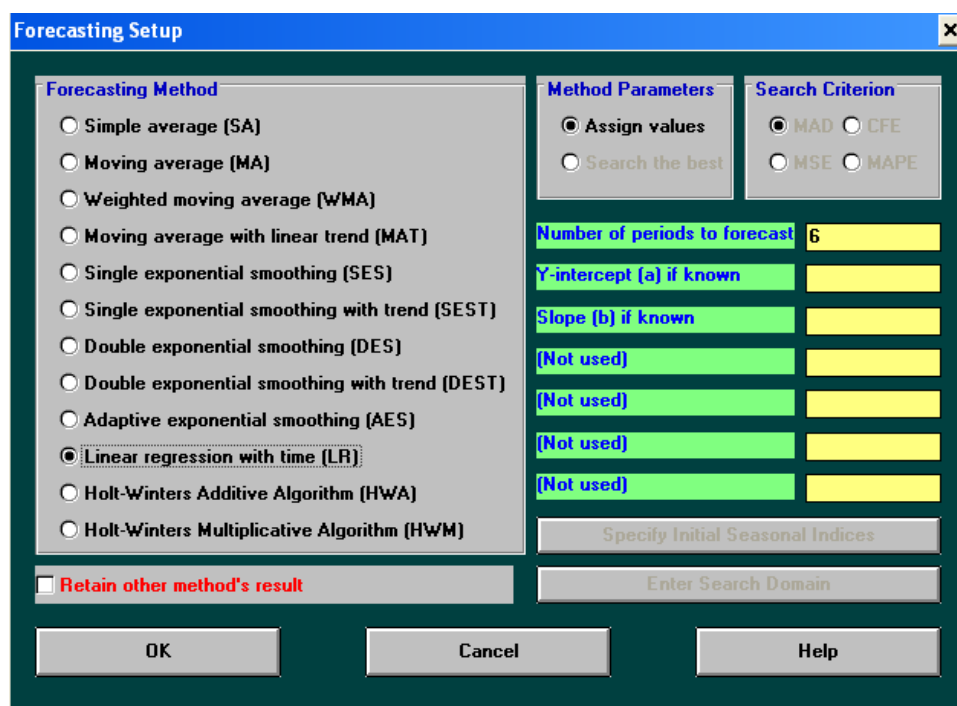 Forecasting Setup
Forecasting Method
Simple average (SA)
Moving average (MA)
Weighted moving average (WMA)
Moving average with linear trend (MAT)
Single exponential smoothing (SES)
Single exponential smoothing with trend (SEST)
Double exponential smoothing (DES)
Double exponential smoothing with trend (DEST)
Adaptive exponential smoothing (AES)
Linear regression with time (LR)
Holt-Winters Additive Algorithm (HWA)
Holt-Winters Multiplicative Algorithm (HWM)
Retain other method's result
Method Parameters
Assign values
Search the best
Search Criterion
MAD CFE
MSE MAPE
Number of periods to forecast 6
Y-intercept (a) if known
Slope (b) if known
(Not used)
(Not used)
(Not used)
(Not used)
Specify Initial Seasonal Indices
Enter Search Domain
OK Cancel Help